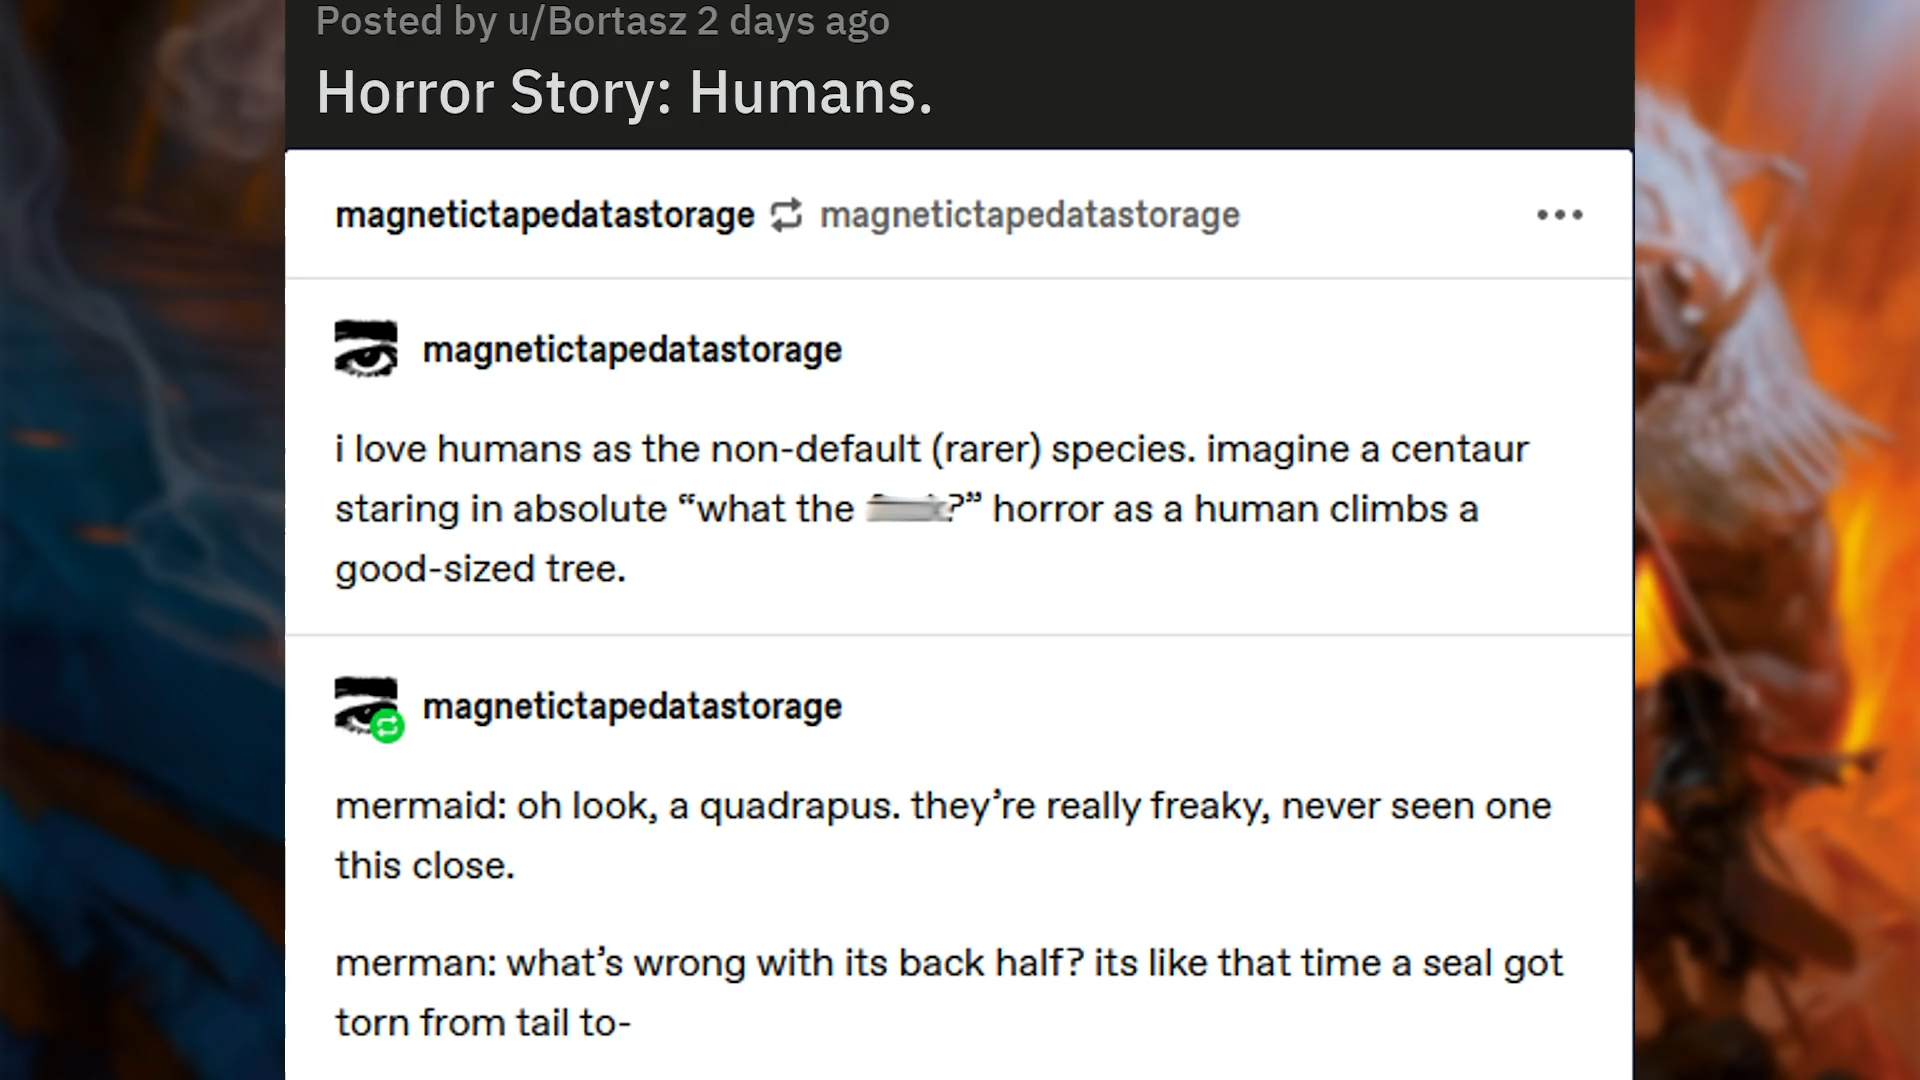 Posted by u/Bortasz 2 days ago
Horror Story: Humans.
magnetictapedatastorage magnetictapedatastorage
magnetictapedatastorage
i love humans as the non-default (rarer) species. imagine a centaur
staring in absolute “what the ?” horror as a human climbs a
good-sized tree.
magnetictapedatastorage
mermaid: oh look, a quadrapus. they’re really freaky, never seen one
this close.
merman: what’s wrong with its back half? its like that time a seal got
torn from tail to-